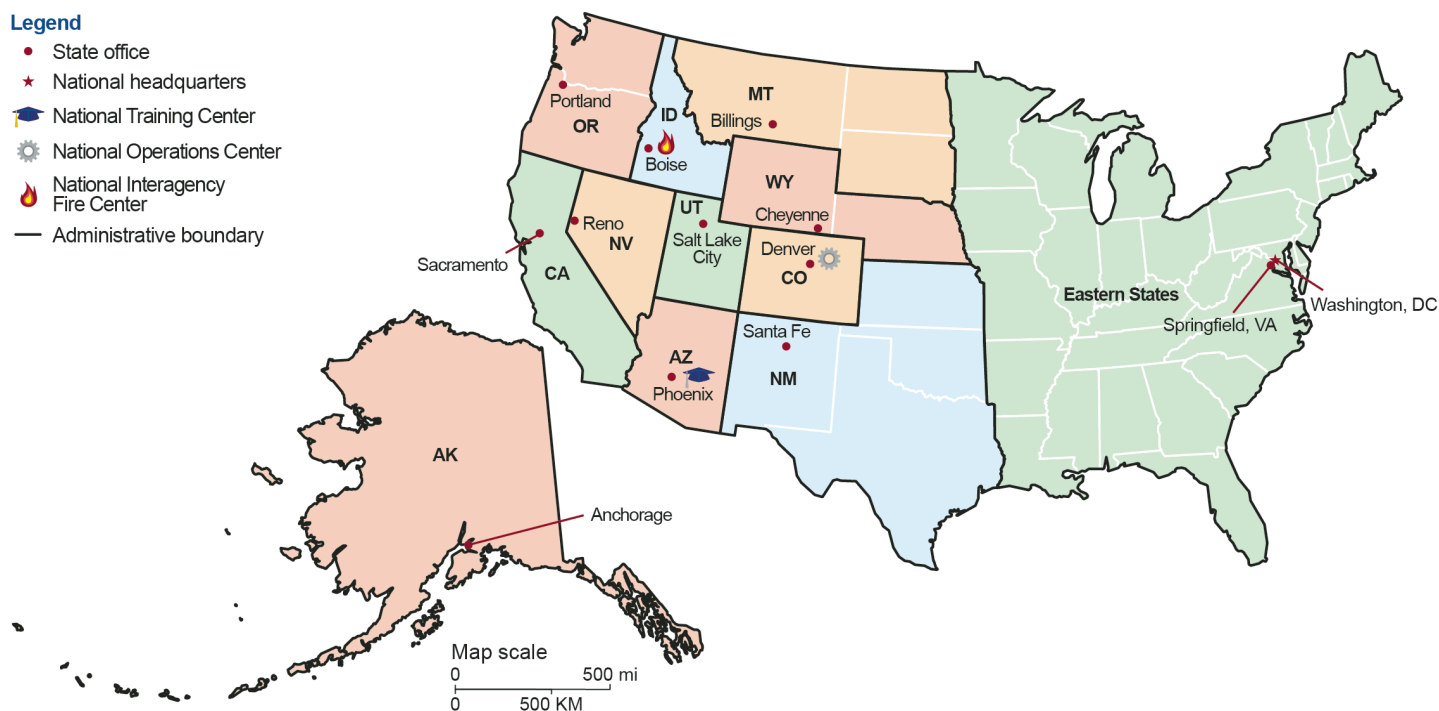 Legend
State office
National headquarters
National Training Center
National Operations Center
National Interagency
Fire Center
Administrative boundary
Portland
OR
ID
Boise
MT
Billings
WY
Cheyenne
Reno
NV
UT
Salt Lake
City
Denver
CO
Sacramento
CA
Eastern States
Washington, DC
Springfield, VA
Santa Fe
NM
AZ
Phoenix
AK
Anchorage
Map scale
0 500 mi
0 500 KM